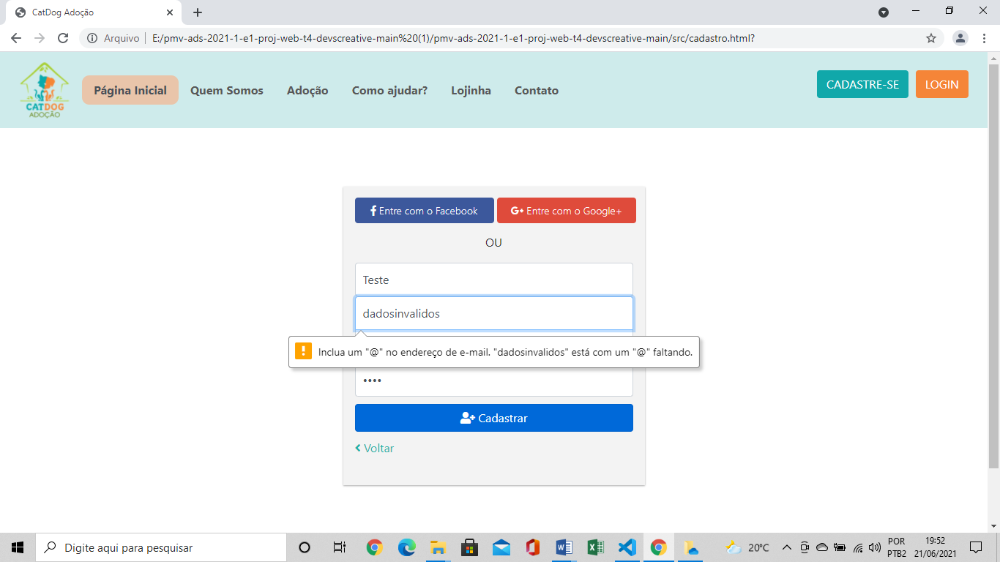 CatDog Adoção
Arquivo E:/pmv-ads-2021-1-e1-proj-web-t4-devscreative-main%20(1)/pmv-ads-2021-1-e1-proj-web-t4-devscreative-main/src/cadastro.html?
CATDOG
ADOÇÃO
Página Inicial Quem Somos Adoção Como ajudar? Lojinha Contato CADASTRE-SE LOGIN
Entre com o Facebook Entre com o Google+
OU
Teste
dadosinvalidos
Inclua um "@" no endereço de e-mail. "dadosinvalidos" está com um "@" faltando.
••••
Cadastrar
Voltar
Digite aqui para pesquisar
20°C
POR
PTB2
19:52
21/06/2021